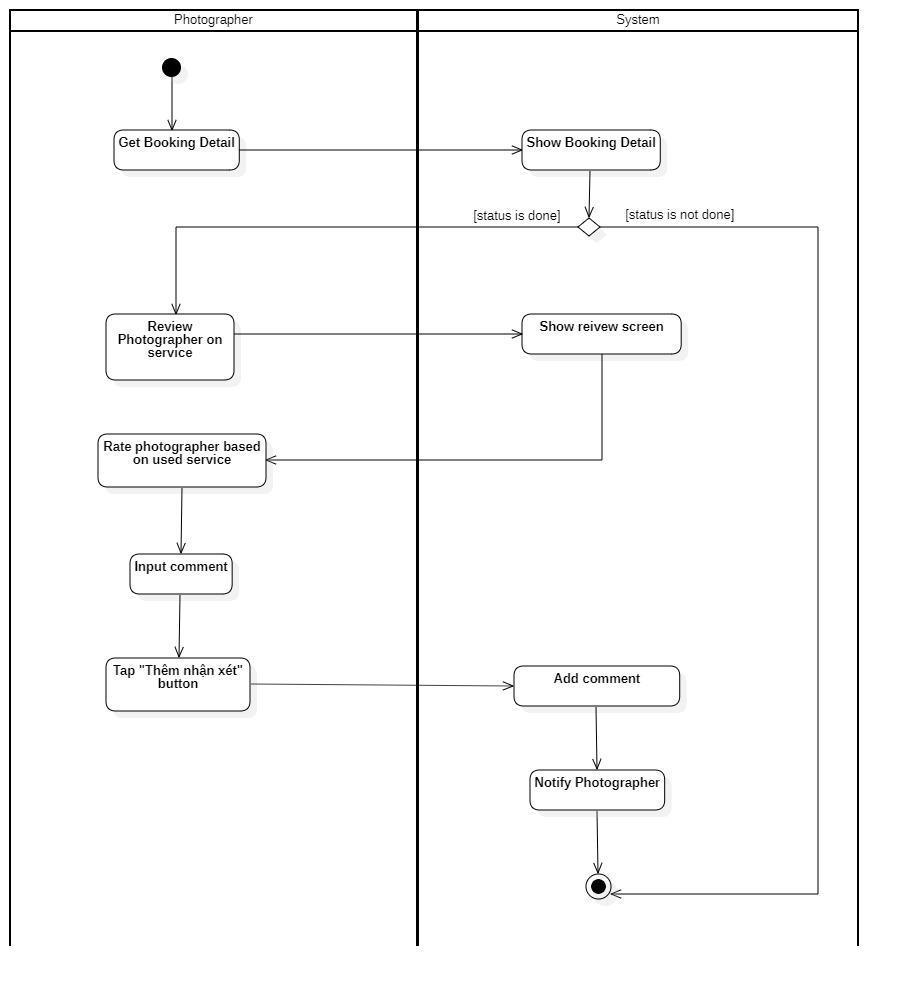 Photographer
System
Get Booking Detail
Show Booking Detail
[status is done]
[status is not done]
Review
Photographer on
service
Show reivew screen
Rate photographer based
on used service
Input comment
Tap "Thêm nhận xét"
button
Add comment
Notify Photographer